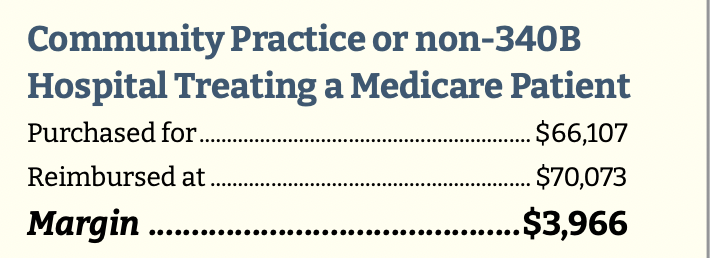 Community Practice or non-340B
Hospital Treating a Medicare Patient
Purchased for.......................................................... $66,107
Reimbursed at ........................................................ $70,073
Margin ............................................$3,966